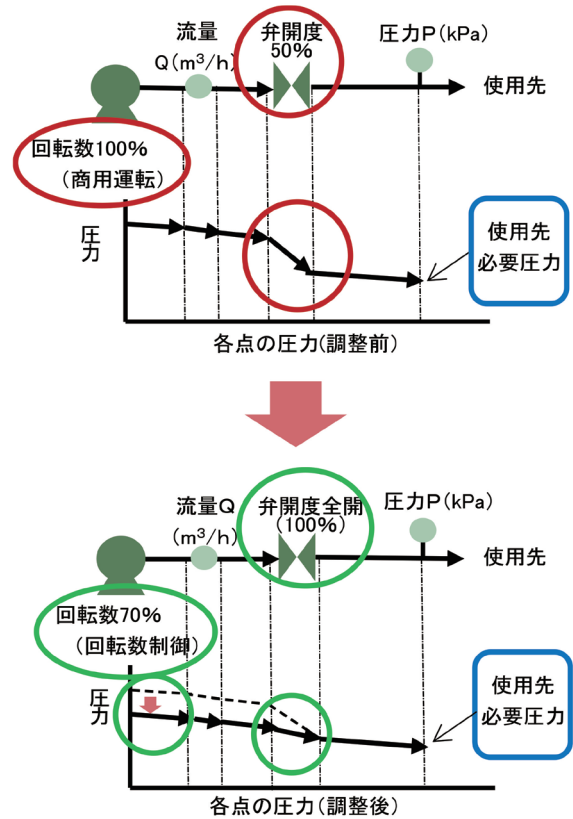 流量
Q(m³/h)
弁開度
50%
圧力P(kPa)
使用先
回転数100%
(商用運転)
圧力
使用先
必要圧力
各点の圧力(調整前)
流量Q
(m³/h)
弁開度全開
(100%)
圧力P(kPa)
使用先
回転数70%
(回転数制御)
圧力
使用先
必要圧力
各点の圧力(調整後)